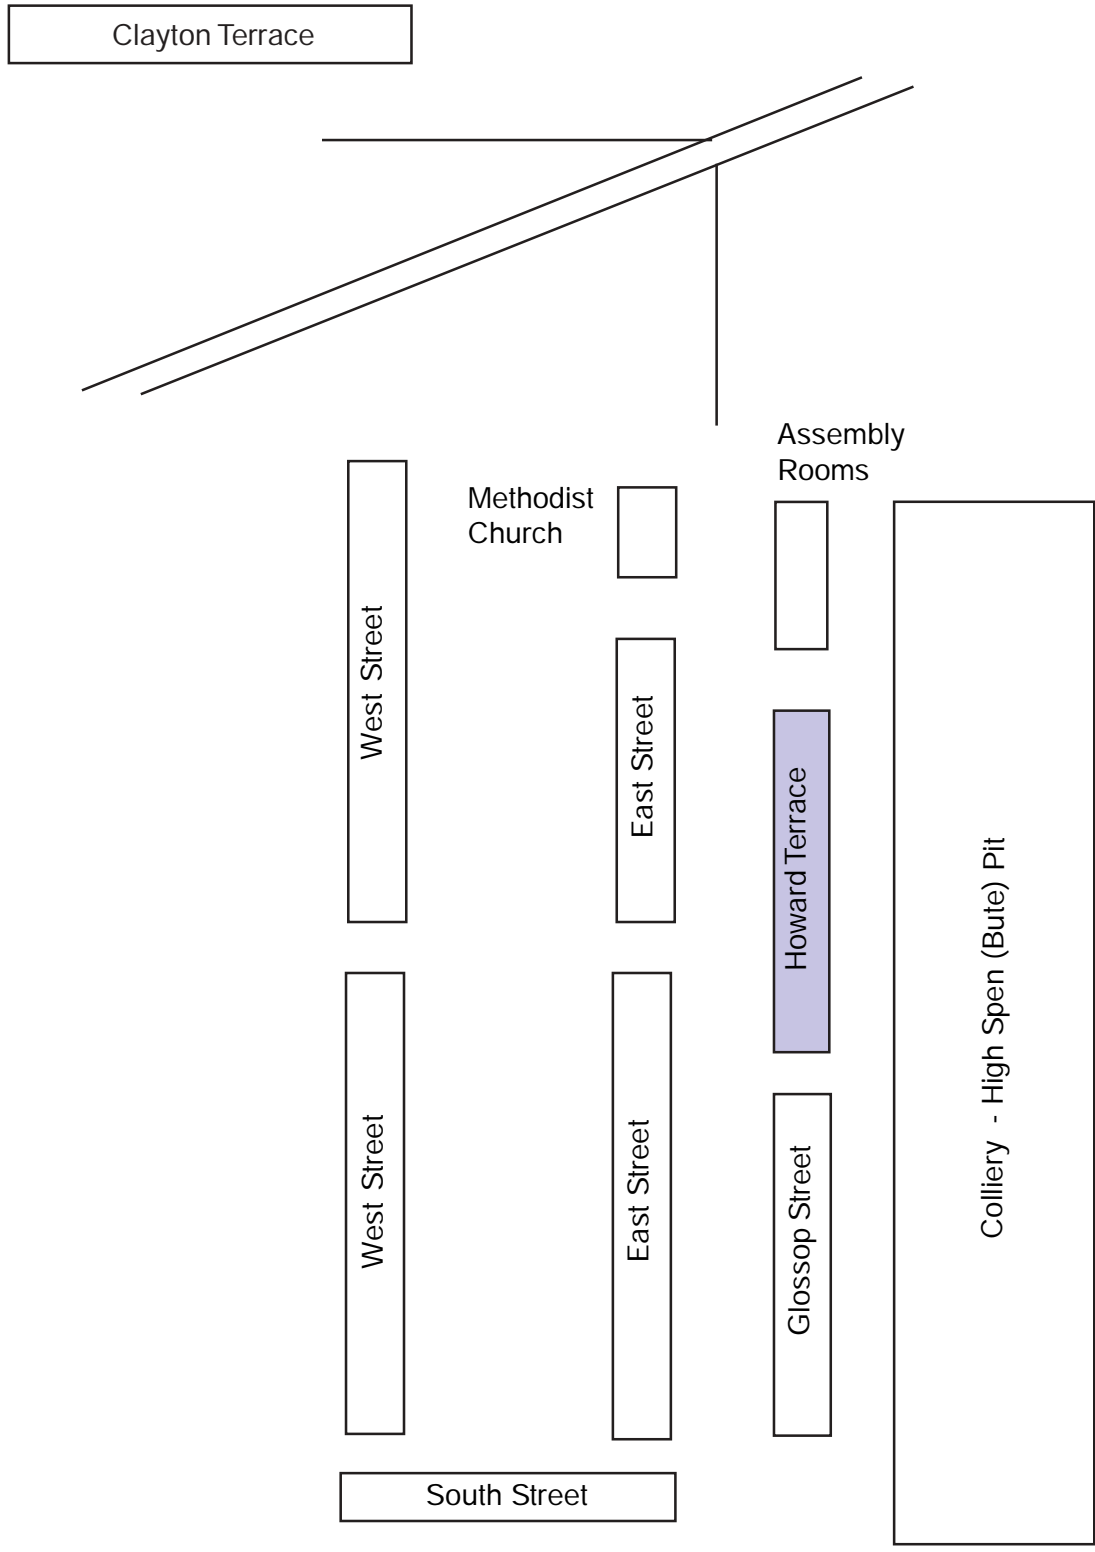 Clayton Terrace
Assembly
Rooms
Methodist
Church
West Street
East Street
Howard Terrace
Colliery - High Spen (Bute) Pit
West Street
East Street
Glossop Street
South Street